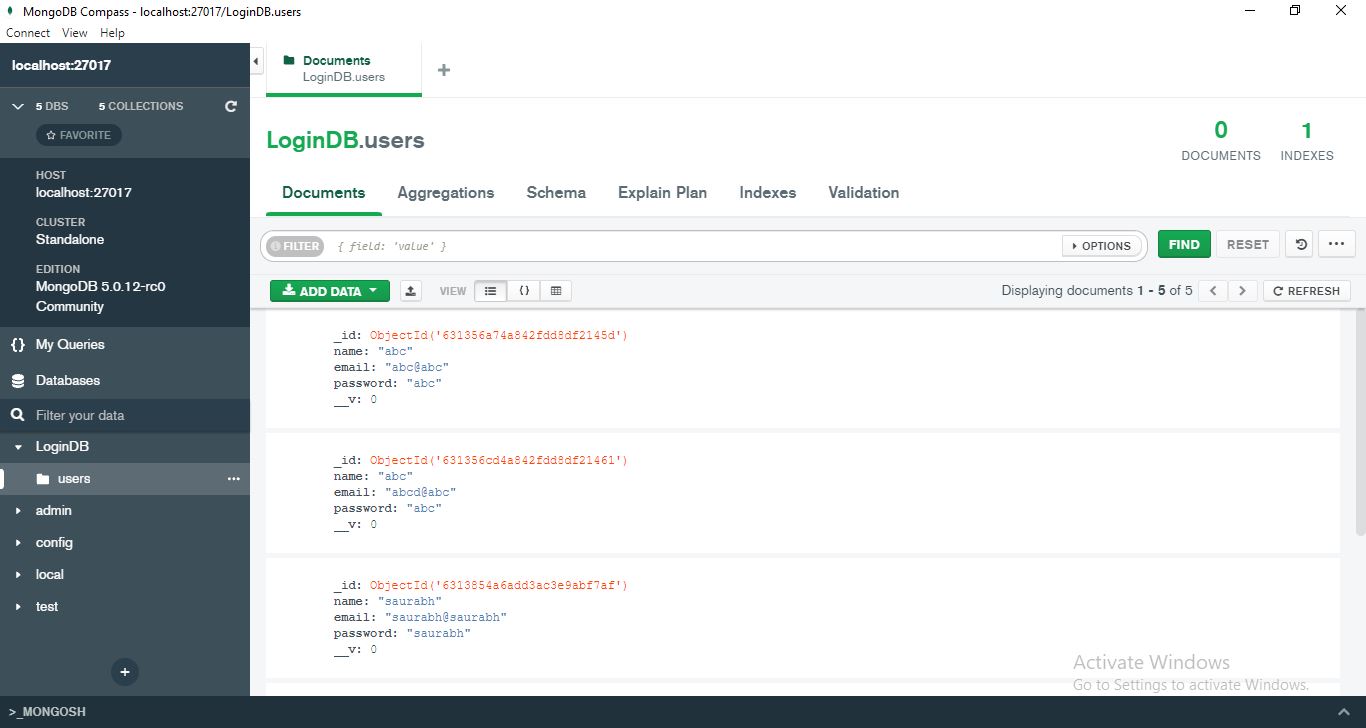 MongoDB Compass - localhost:27017/LoginDB.users
Connect View Help
localhost:27017
5 DBS 5 COLLECTIONS
FAVORITE
HOST
localhost:27017
CLUSTER
Standalone
EDITION
MongoDB 5.0.12-rc0
Community
{} My Queries
Databases
Filter your data
LoginDB
users
admin
config
local
test
+
>_MONGOSH
Documents
LoginDB.users
+
LoginDB.users
0
DOCUMENTS
1
INDEXES
Documents Aggregations Schema Explain Plan Indexes Validation
FILTER { field: 'value' } OPTIONS FIND RESET
ADD DATA VIEW {} Displaying documents 1 - 5 of 5 < > REFRESH
_id: ObjectId('631356a74a842fdd8df2145d')
name: "abc"
email: "abc@abc"
password: "abc"
__v: 0
_id: ObjectId('631356cd4a842fdd8df21461')
name: "abc"
email: "abcd@abc"
password: "abc"
__v: 0
_id: ObjectId('6313854a6add3ac3e9abf7af')
name: "saurabh"
email: "saurabh@saurabh"
password: "saurabh"
__v: 0
Activate Windows
Go to Settings to activate Windows.